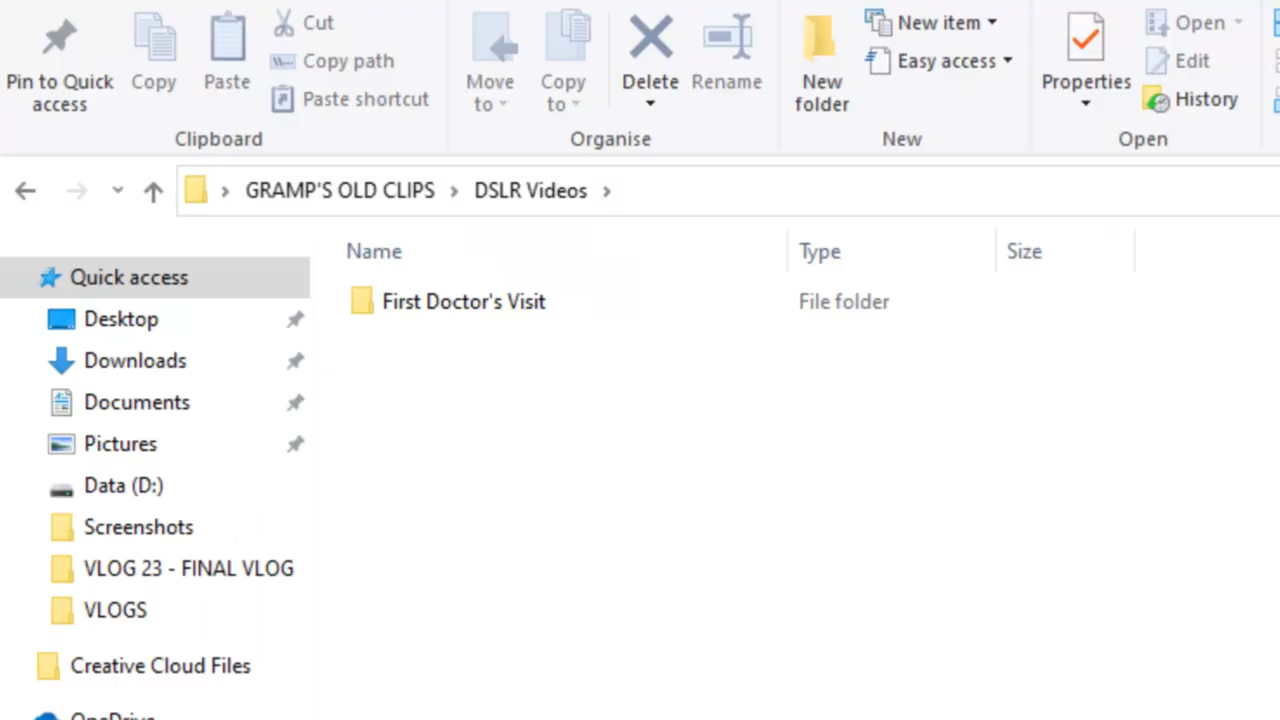 Pin to Quick access
Copy
Paste
Cut
Copy path
Paste shortcut
Clipboard
Move to
Copy to
Delete
Rename
Organise
New folder
New item
Easy access
New
Properties
Open
Edit
History
Open
GRAMP'S OLD CLIPS > DSLR Videos >
Name Type Size
First Doctor's Visit File folder
Quick access
Desktop
Downloads
Documents
Pictures
Data (D:)
Screenshots
VLOG 23 - FINAL VLOG
VLOGS
Creative Cloud Files
OneDrive